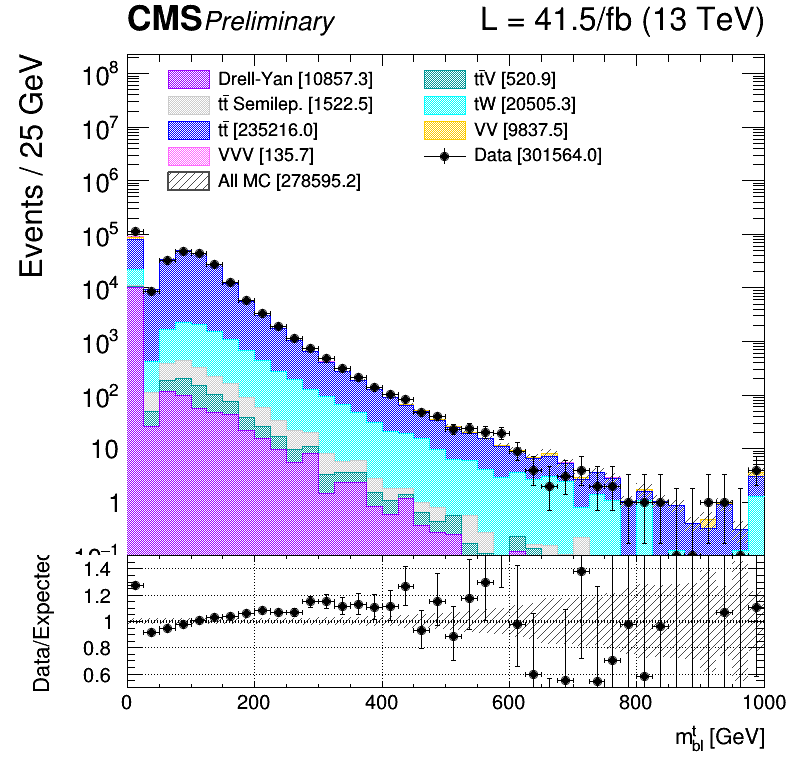 CMS Preliminary L = 41.5/fb (13 TeV)
Events / 25 GeV
Drell-Yan [10857.3]
tt̄ Semilep. [1522.5]
tt̄ [235216.0]
VVV [135.7]
All MC [278595.2]
tt̄V [520.9]
tW [20505.3]
VV [9837.5]
Data [301564.0]
10⁸
10⁷
10⁶
10⁵
10⁴
10³
10²
10
1
10⁻¹
Data/Expected
1.4
1.2
1
0.8
0.6
0 200 400 600 800 1000
m^t_bl [GeV]